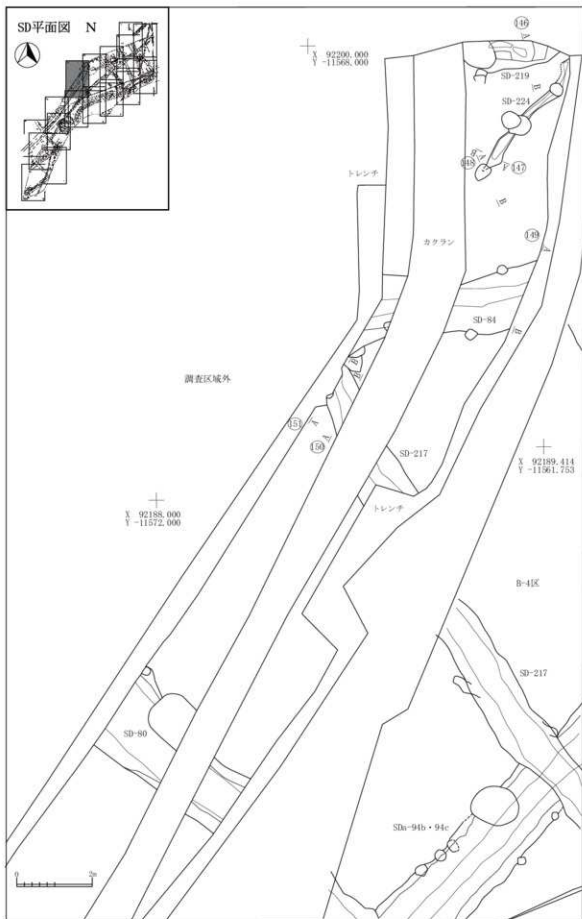 SD平面図 N
146
A
X 92200.000
Y -11568.000
SD-219
B
SD-224
トレンチ
148
B
A
147
A
B
149
カクラン
A
SD-84
B
調査区域外
B
B
151
A
A
150
SD-217
X 92189.414
Y -11561.753
トレンチ
X 92188.000
Y -11572.000
B-4区
SD-217
SD-80
SDa-94b・94c
0 2m